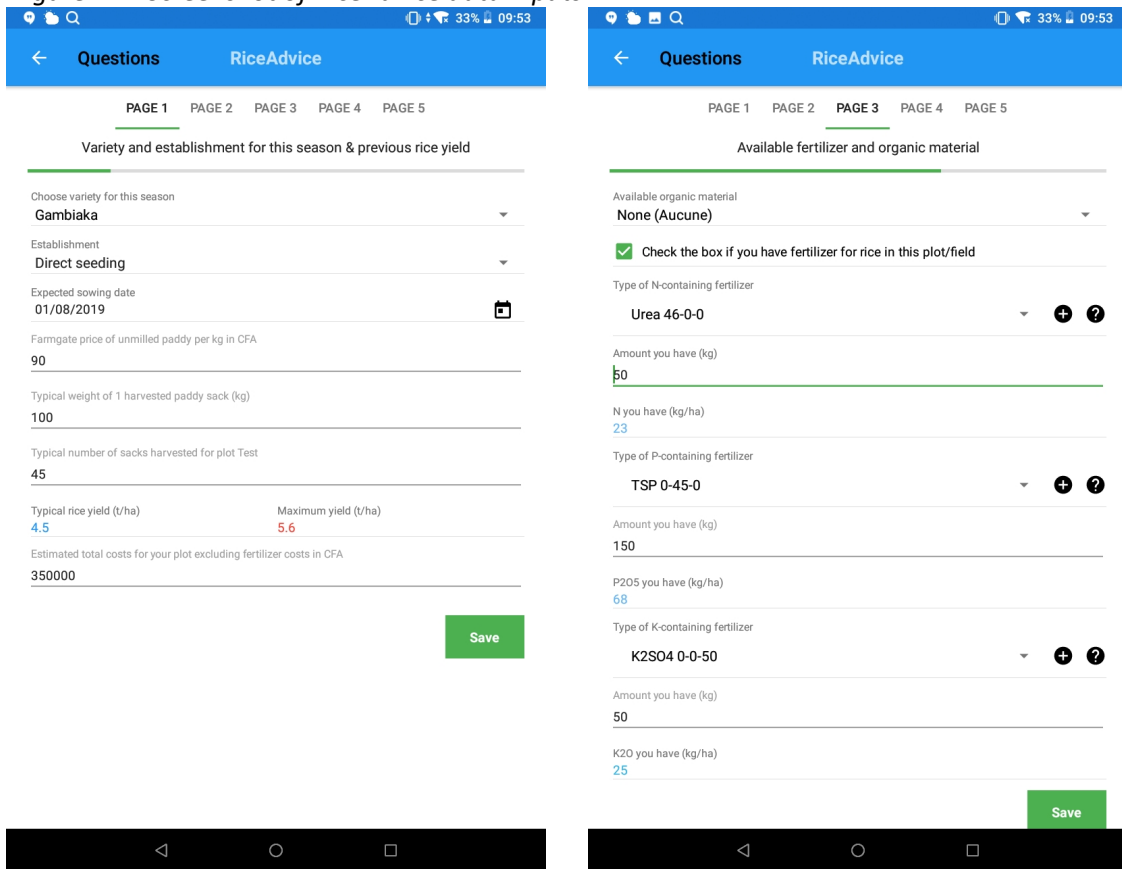 09:53
33%
Questions RiceAdvice
PAGE 1 PAGE 2 PAGE 3 PAGE 4 PAGE 5
Variety and establishment for this season & previous rice yield
Choose variety for this season
Gambiaka
Establishment
Direct seeding
Expected sowing date
01/08/2019
Farmgate price of unmilled paddy per kg in CFA
90
Typical weight of 1 harvested paddy sack (kg)
100
Typical number of sacks harvested for plot Test
45
Typical rice yield (t/ha) Maximum yield (t/ha)
4.5 5.6
Estimated total costs for your plot excluding fertilizer costs in CFA
350000
Save
33% 09:53
Questions RiceAdvice
PAGE 1 PAGE 2 PAGE 3 PAGE 4 PAGE 5
Available fertilizer and organic material
Available organic material
None (Aucune)
Check the box if you have fertilizer for rice in this plot/field
Type of N-containing fertilizer
Urea 46-0-0
Amount you have (kg)
50
N you have (kg/ha)
23
Type of P-containing fertilizer
TSP 0-45-0
Amount you have (kg)
150
P2O5 you have (kg/ha)
68
Type of K-containing fertilizer
K2SO4 0-0-50
Amount you have (kg)
50
K2O you have (kg/ha)
25
Save